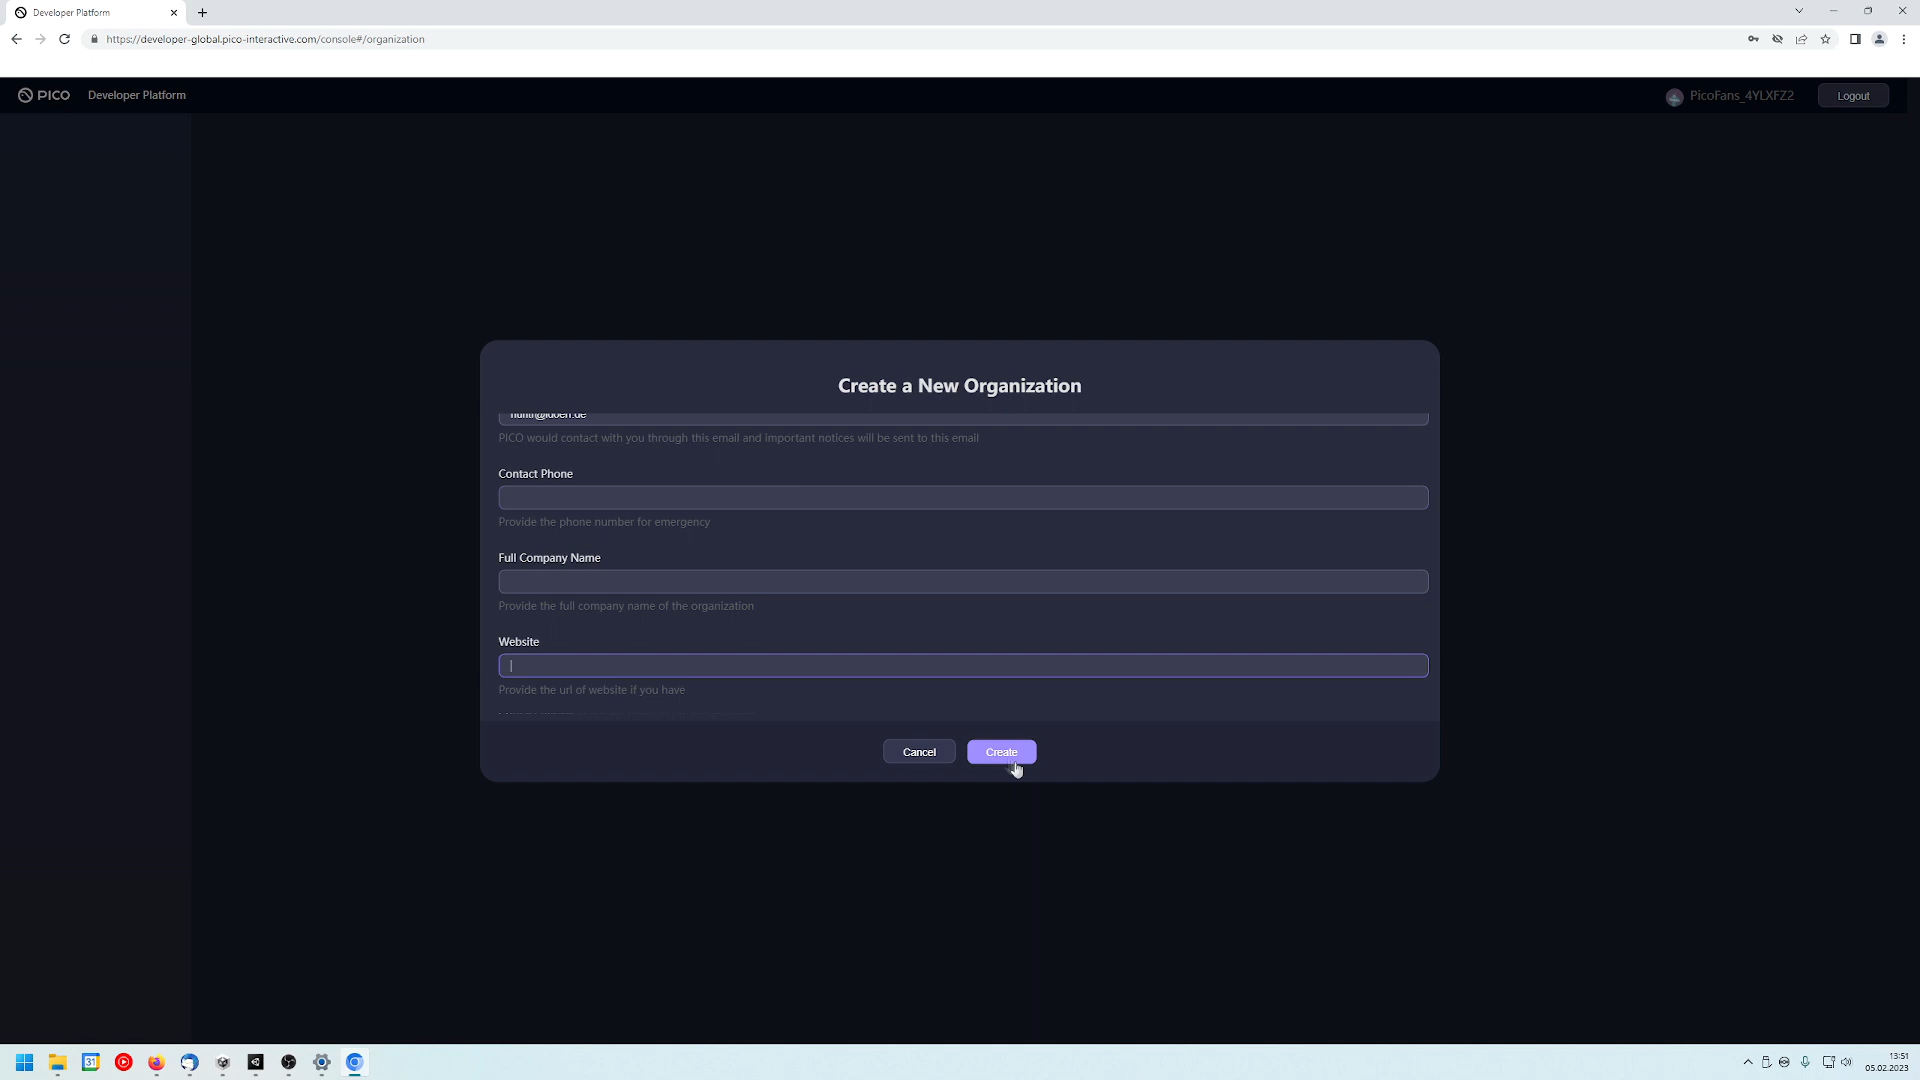 Developer Platform
https://developer-global.pico-interactive.com/console#/organization
PICO Developer Platform
PicoFans_4YLXFZ2
Logout
Create a New Organization
PICO would contact with you through this email and important notices will be sent to this email
Contact Phone
Provide the phone number for emergency
Full Company Name
Provide the full company name of the organization
Website
Provide the url of website if you have
Cancel
Create
31
13:51
05.02.2023